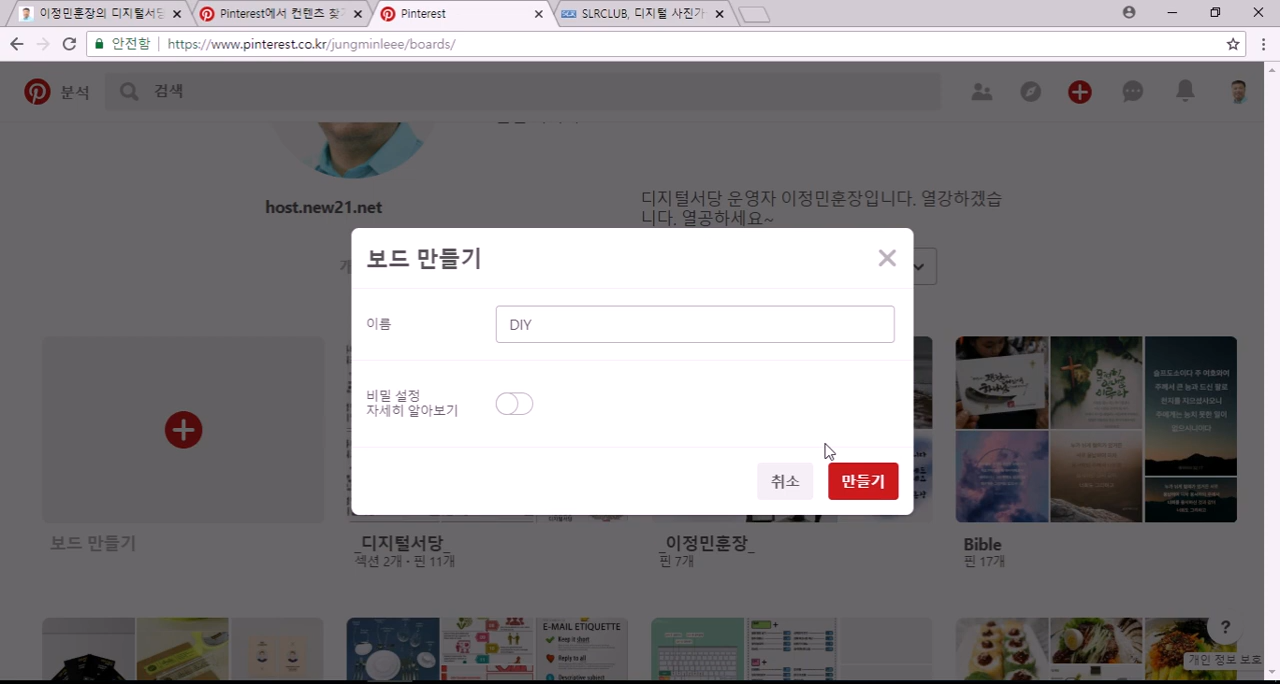 이정민훈장의 디지털서당
Pinterest에서 컨텐츠 찾기
Pinterest
SLRCLUB, 디지털 사진가
안전함
https://www.pinterest.co.kr/jungminleee/boards/
분석
검색
host.new21.net
디지털서당 운영자 이정민훈장입니다. 열강하겠습
니다. 열공하세요~
보드 만들기
이름
DIY
비밀 설정
자세히 알아보기
취소
만들기
보드 만들기
_디지털서당_
섹션 2개 - 핀 11개
_이정민훈장_
핀 7개
Bible
핀 17개
E-MAIL ETIQUETTE
Keep it short
Reply to all
Descriptive subject
?
개인 정보 보호